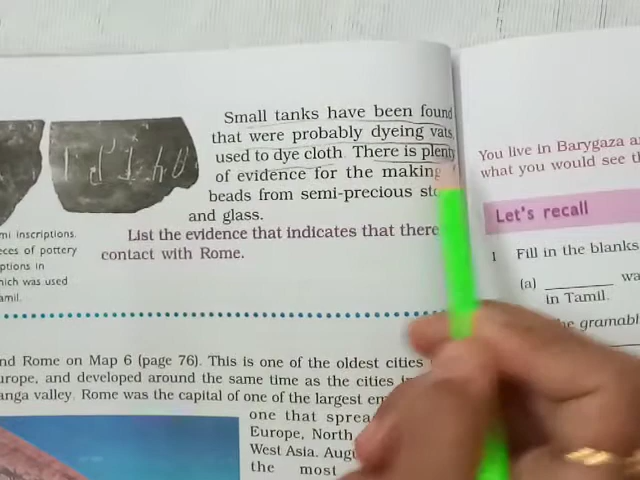 Small tanks have been found
that were probably dyeing vats,
used to dye cloth. There is plenty
of evidence for the making
beads from semi-precious
and glass.
List the evidence that indicates that there
contact with Rome.
mi inscriptions.
eces of pottery
ptions in
hich was used
amil.
nd Rome on Map 6 (page 76). This is one of the oldest cities
urope, and developed around the same time as the cities
anga valley. Rome was the capital of one of the largest
one that
Europe, North
West Asia.
the most
You live in Barygaza
what you would see
Let's recall
1 Fill in the blanks
(a) ______
in Tamil.